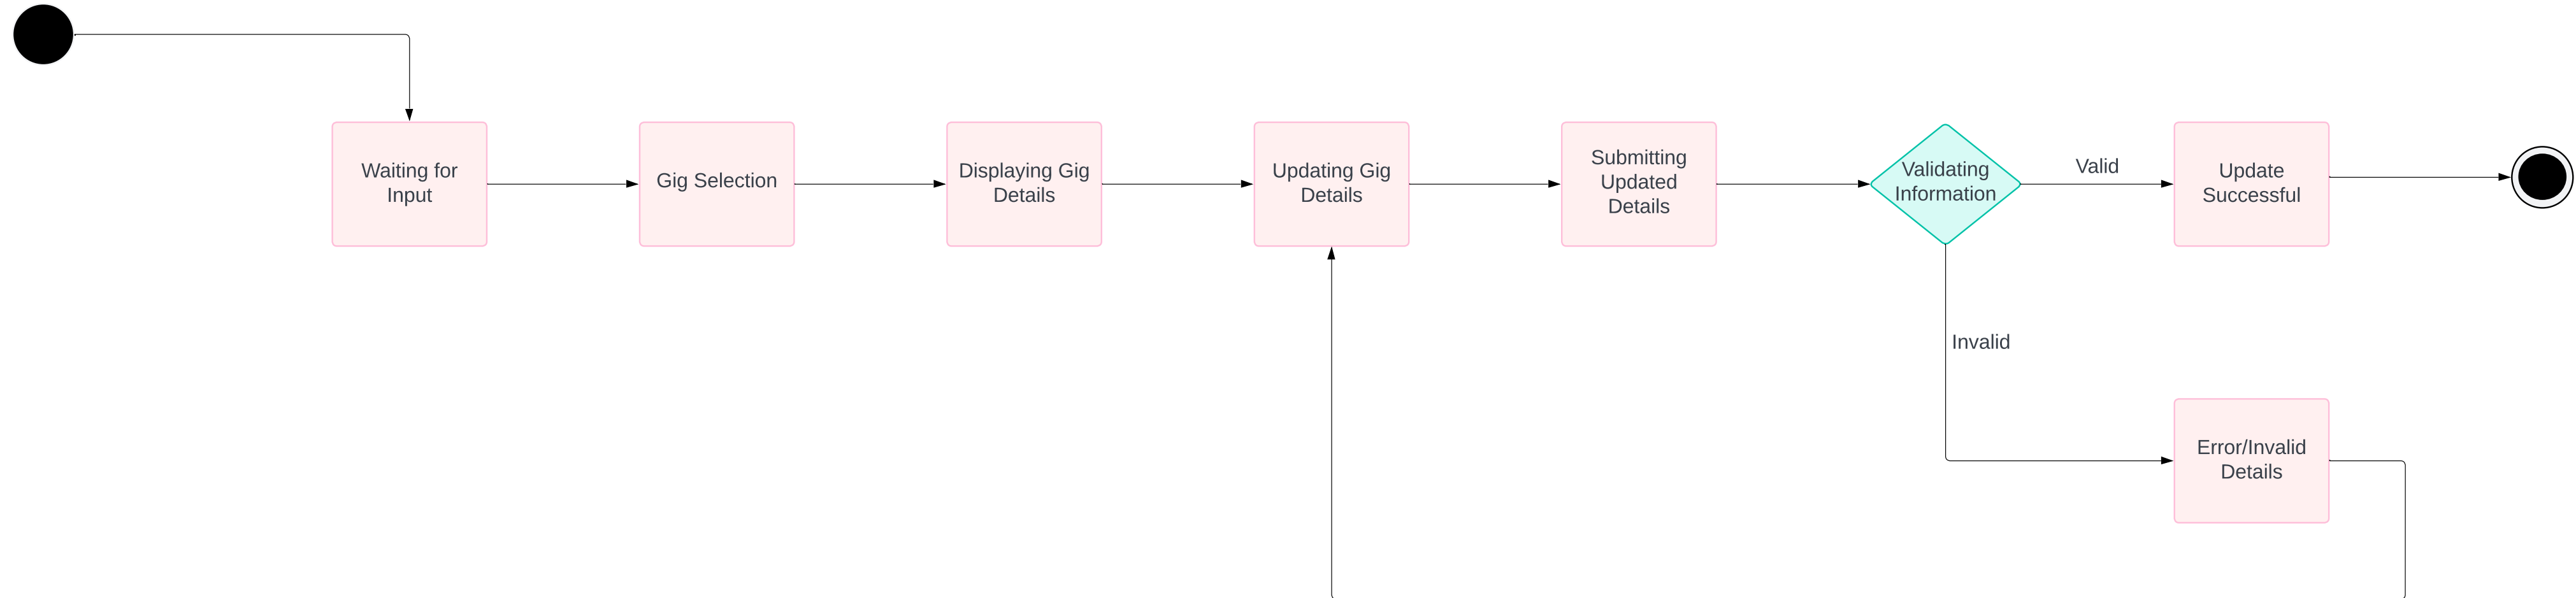 Waiting for
Input
Gig Selection
Displaying Gig
Details
Updating Gig
Details
Submitting
Updated
Details
Validating
Information
Valid
Update
Successful
Invalid
Error/Invalid
Details